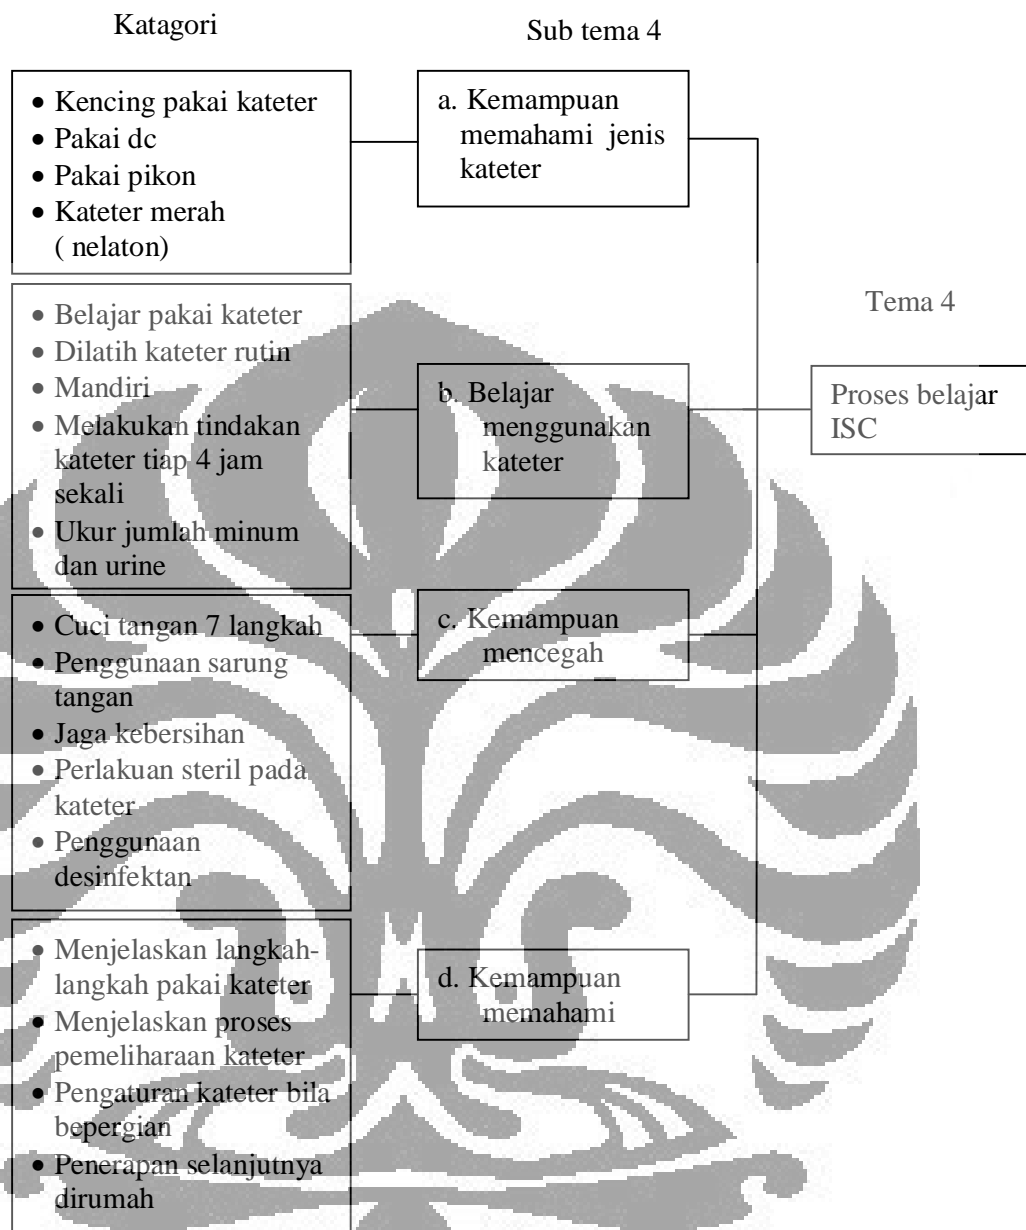 Katagori
Sub tema 4
• Kencing pakai kateter
• Pakai dc
• Pakai pikon
• Kateter merah
( nelaton)
a. Kemampuan
memahami jenis
kateter
• Belajar pakai kateter
• Dilatih kateter rutin
• Mandiri
• Melakukan tindakan
kateter tiap 4 jam
sekali
• Ukur jumlah minum
dan urine
b. Belajar
menggunakan
kateter
Tema 4
Proses belajar
ISC
• Cuci tangan 7 langkah
• Penggunaan sarung
tangan
• Jaga kebersihan
• Perlakuan steril pada
kateter
• Penggunaan
desinfektan
c. Kemampuan
mencegah
• Menjelaskan langkah-
langkah pakai kateter
• Menjelaskan proses
pemeliharaan kateter
• Pengaturan kateter bila
bepergian
• Penerapan selanjutnya
dirumah
d. Kemampuan
memahami